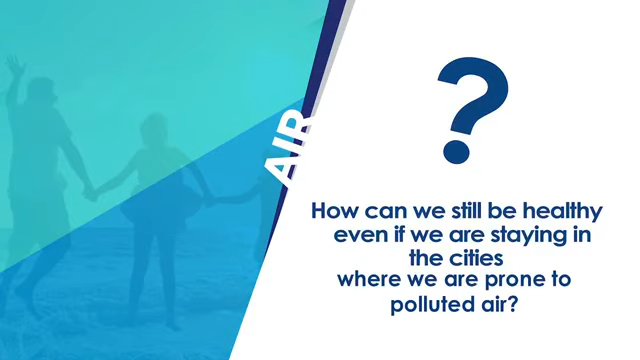 AIR
?
How can we still be healthy
even if we are staying in
the cities
where we are prone to
polluted air?